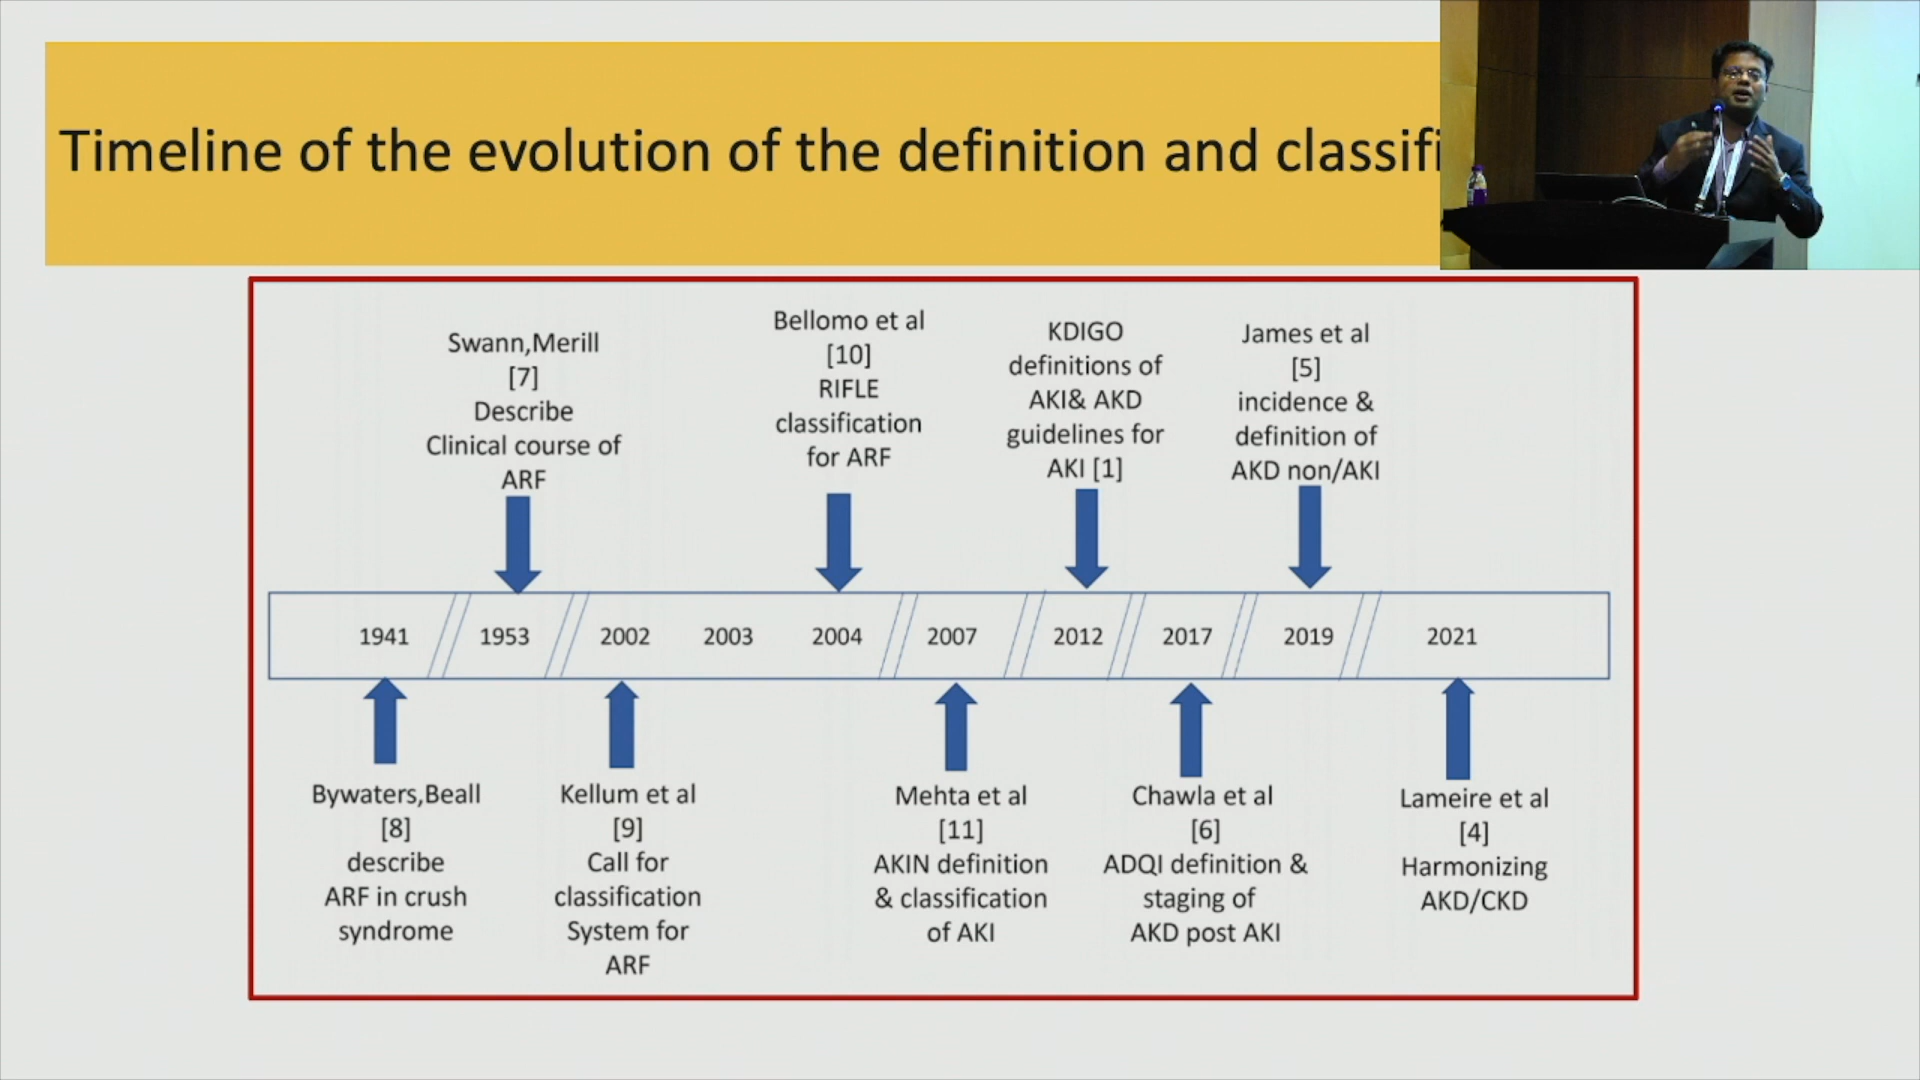 Timeline of the evolution of the definition and classifi
Swann,Merill
[7]
Describe
Clinical course of
ARF
Bellomo et al
[10]
RIFLE
classification
for ARF
KDIGO
definitions of
AKI& AKD
guidelines for
AKI [1]
James et al
[5]
incidence &
definition of
AKD non/AKI
1941 1953 2002 2003 2004 2007 2012 2017 2019 2021
Bywaters,Beall
[8]
describe
ARF in crush
syndrome
Kellum et al
[9]
Call for
classification
System for
ARF
Mehta et al
[11]
AKIN definition
& classification
of AKI
Chawla et al
[6]
ADQI definition &
staging of
AKD post AKI
Lameire et al
[4]
Harmonizing
AKD/CKD